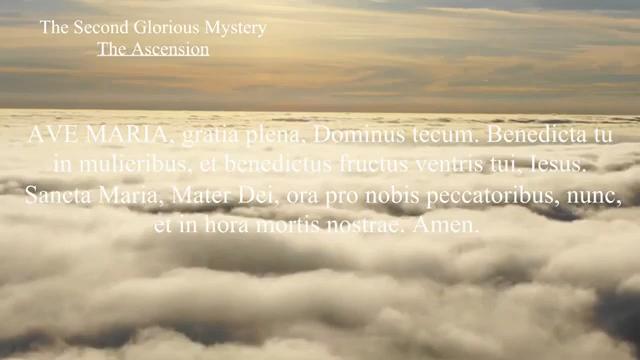 The Second Glorious Mystery
The Ascension
AVE MARIA, gratia plena, Dominus tecum. Benedicta tu
in mulieribus, et benedictus fructus ventris tui, Iesus.
Sancta Maria, Mater Dei, ora pro nobis peccatoribus, nunc,
et in hora mortis nostrae. Amen.